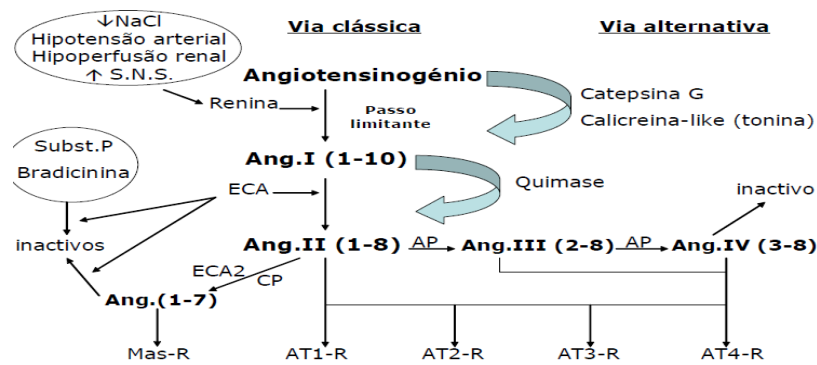 ↓NaCl
Hipotensão arterial
Hipoperfusão renal
↑ S.N.S.
Via clássica
Via alternativa
Angiotensinogénio
Renina
Passo
limitante
Catepsina G
Calicreina-like (tonina)
Subst.P
Bradicinina
Ang.I (1-10)
ECA
Quimase
inactivo
inactivos
Ang.II (1-8)
AP
Ang.III (2-8)
AP
Ang.IV (3-8)
ECA2
CP
Ang.(1-7)
Mas-R
AT1-R
AT2-R
AT3-R
AT4-R